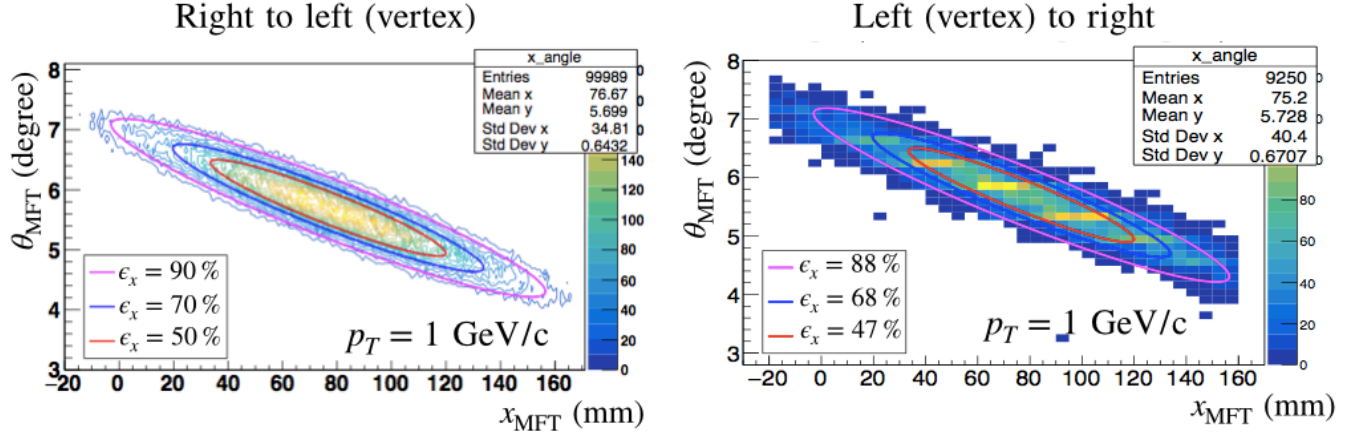 Right to left (vertex)
x_angle
Entries 99989
Mean x 76.67
Mean y 5.699
Std Dev x 34.81
Std Dev y 0.6432
θMFT (degree)
8
7
6
5
4
3
ϵx = 90 %
ϵx = 70 %
ϵx = 50 %
pT = 1 GeV/c
140
120
100
80
60
40
20
0
−20 0 20 40 60 80 100 120 140 160
xMFT (mm)
Left (vertex) to right
x_angle
Entries 9250
Mean x 75.2
Mean y 5.728
Std Dev x 40.4
Std Dev y 0.6707
θMFT (degree)
8
7
6
5
4
3
ϵx = 88 %
ϵx = 68 %
ϵx = 47 %
pT = 1 GeV/c
80
60
40
20
0
−20 0 20 40 60 80 100 120 140 160
xMFT (mm)